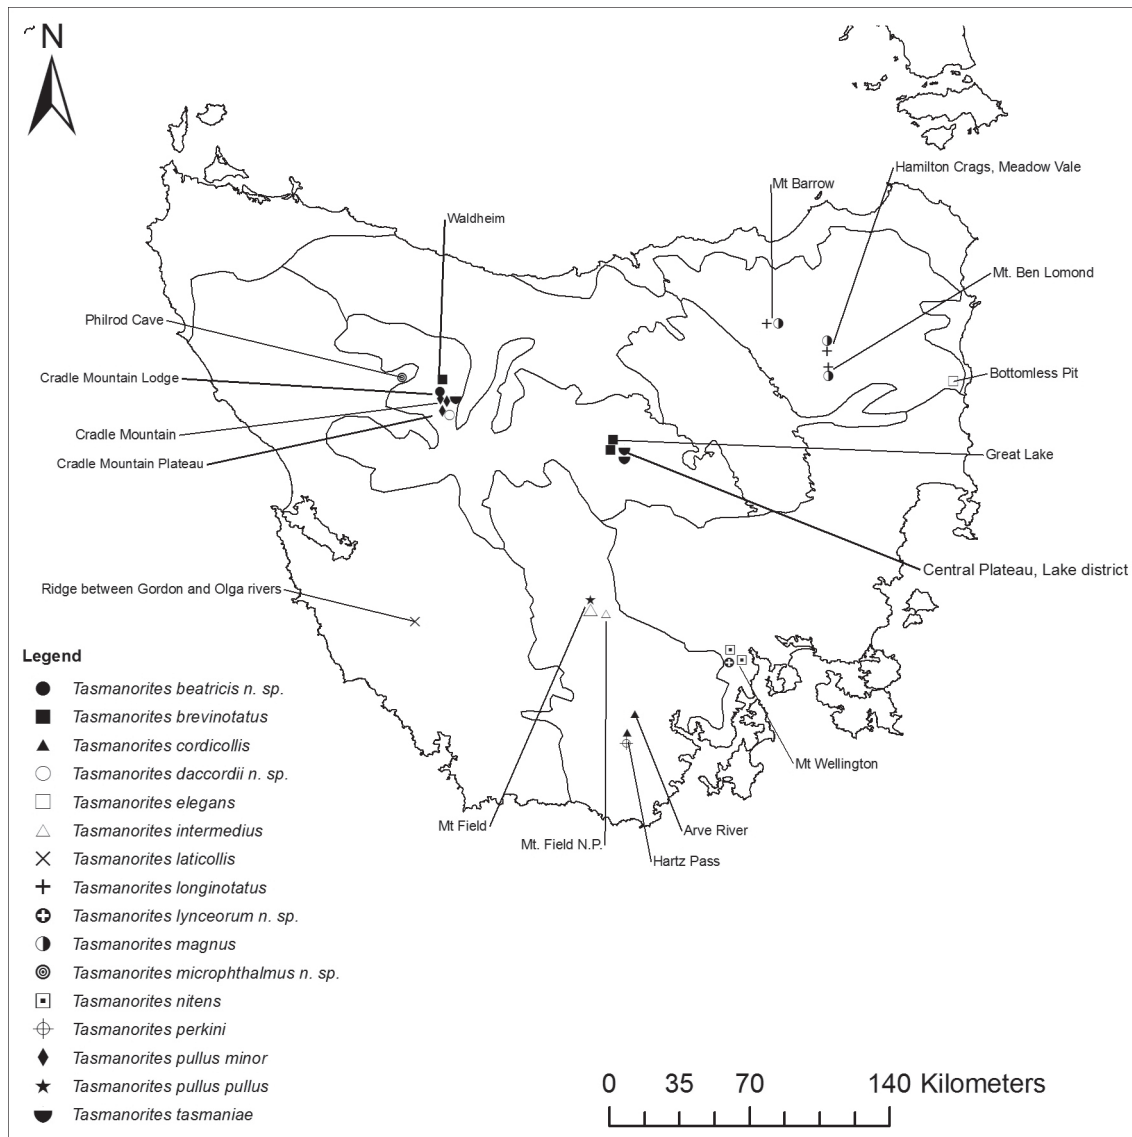 N
Hamilton Crags, Meadow Vale
Mt Barrow
Waldheim
Mt. Ben Lomond
Philrod Cave
Bottomless Pit
Cradle Mountain Lodge
Cradle Mountain
Great Lake
Cradle Mountain Plateau
Central Plateau, Lake district
Ridge between Gordon and Olga rivers
Mt Wellington
Mt Field
Arve River
Mt. Field N.P.
Hartz Pass
Legend
Tasmanorites beatricis n. sp.
Tasmanorites brevinotatus
Tasmanorites cordicollis
Tasmanorites daccordii n. sp.
Tasmanorites elegans
Tasmanorites intermedius
Tasmanorites laticollis
Tasmanorites longinotatus
Tasmanorites lynceorum n. sp.
Tasmanorites magnus
Tasmanorites microphthalmus n. sp.
Tasmanorites nitens
Tasmanorites perkini
Tasmanorites pullus minor
Tasmanorites pullus pullus
Tasmanorites tasmaniae
0 35 70 140 Kilometers